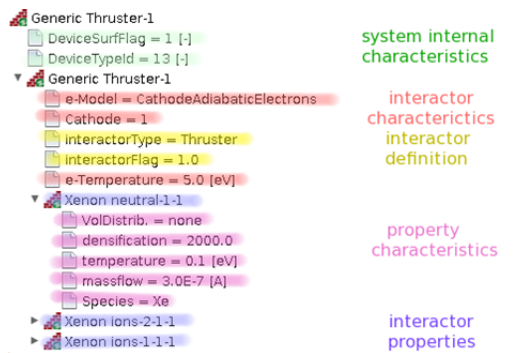 Generic Thruster-1
DeviceSurfFlag = 1 [-]
system internal
DeviceTypeId = 13 [-]
characteristics
Generic Thruster-1
e-Model = CathodeAdiabaticElectrons
interactor
Cathode = 1
characterictics
interactorType = Thruster
interactor
interactorFlag = 1.0
definition
e-Temperature = 5.0 [eV]
Xenon neutral-1-1
VolDistrib. = none
property
densification = 2000.0
characteristics
temperature = 0.1 [eV]
massflow = 3.0E-7 [A]
Species = Xe
Xenon ions-2-1-1
interactor
Xenon ions-1-1-1
properties